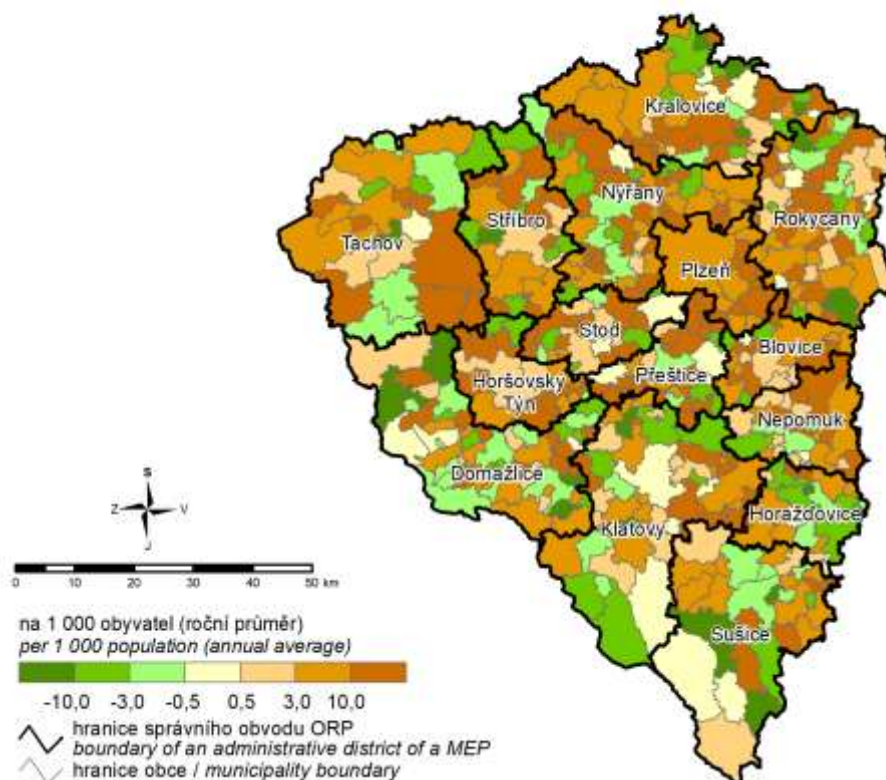 Kralovice
Nýřany
Rokycany
Stříbro
Tachov
Plzeň
Stod
Blovice
Přeštice
Horšovský
Týn
Nepomuk
Domažlice
Klatovy
Horažďovice
Sušice
S
Z V
J
0 10 20 30 40 50 km
na 1 000 obyvatel (roční průměr)
per 1 000 population (annual average)
-10,0 -3,0 -0,5 0,5 3,0 10,0
hranice správního obvodu ORP
boundary of an administrative district of a MEP
hranice obce / municipality boundary